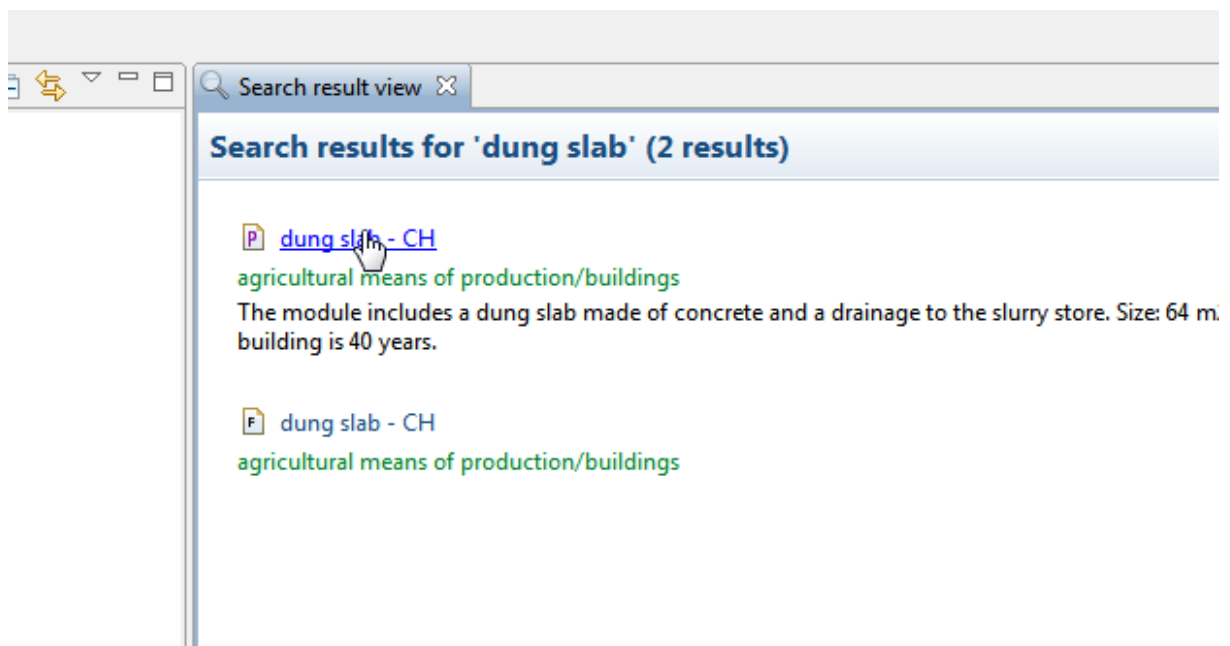 Search result view
Search results for 'dung slab' (2 results)
P dung slab - CH
agricultural means of production/buildings
The module includes a dung slab made of concrete and a drainage to the slurry store. Size: 64 m
building is 40 years.
F dung slab - CH
agricultural means of production/buildings